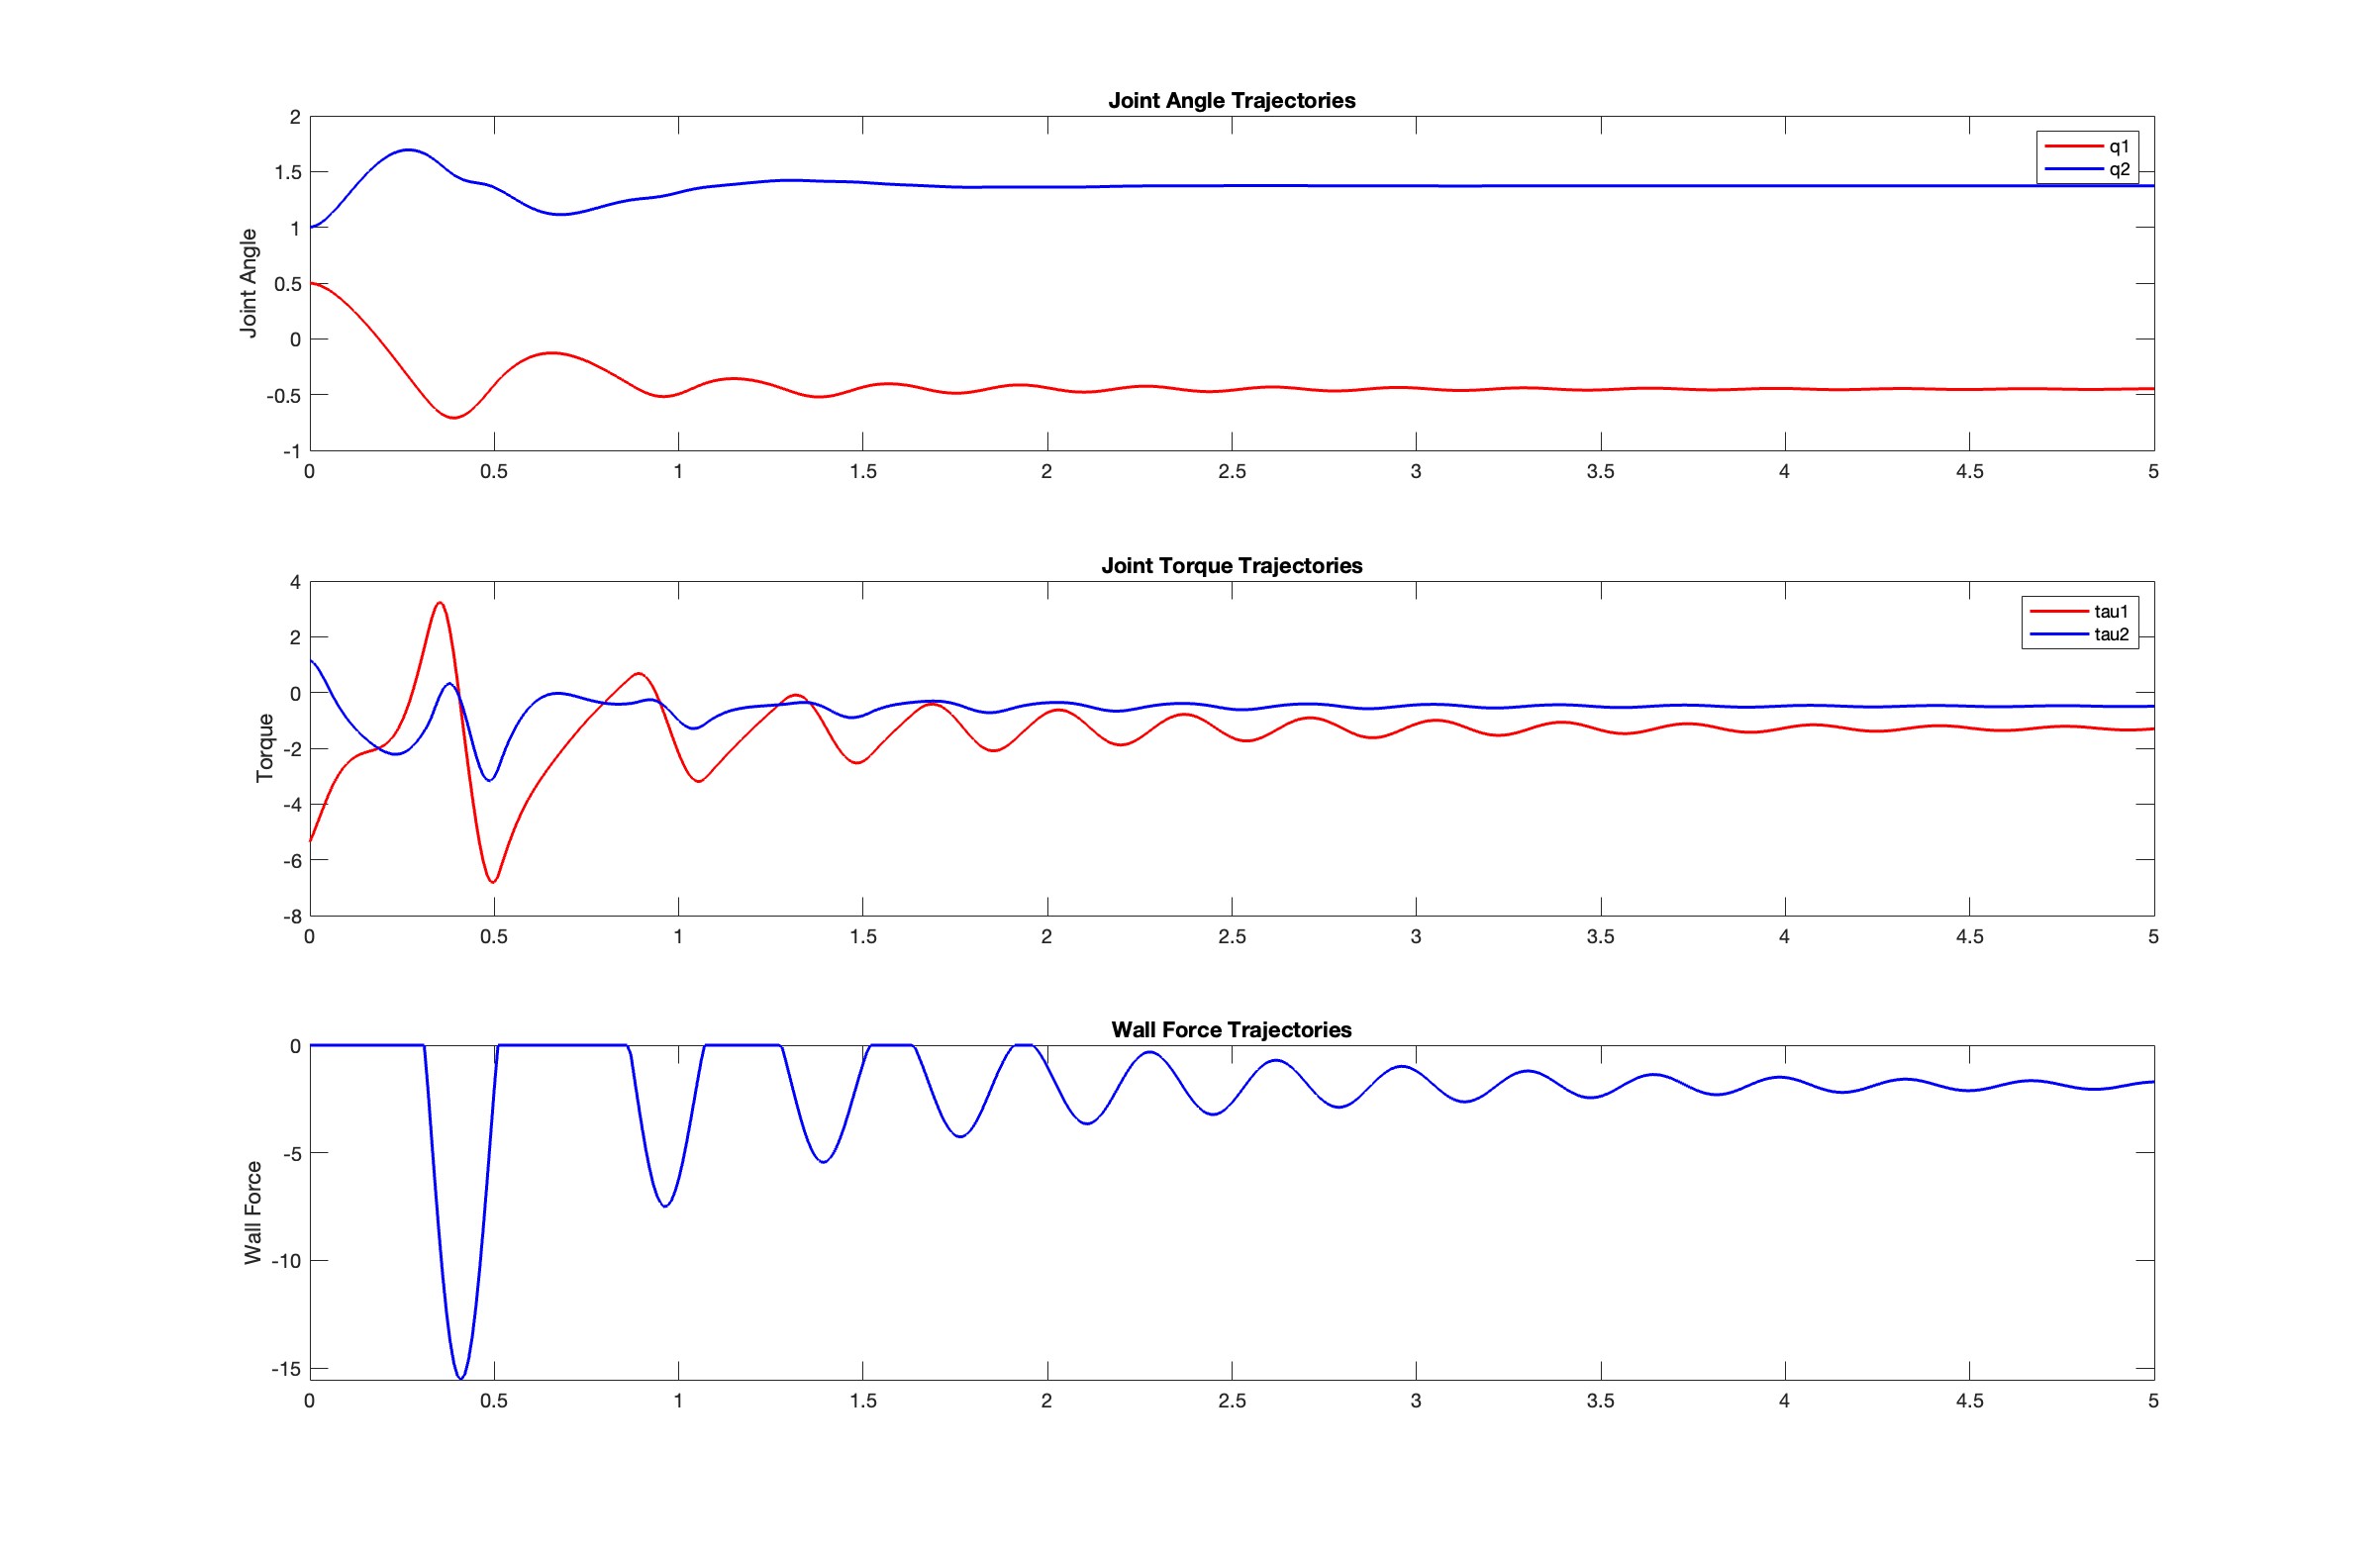 Joint Angle Trajectories
Joint Angle
2
1.5
1
0.5
0
-0.5
-1
q1
q2
0 0.5 1 1.5 2 2.5 3 3.5 4 4.5 5
Joint Torque Trajectories
Torque
4
2
0
-2
-4
-6
-8
tau1
tau2
0 0.5 1 1.5 2 2.5 3 3.5 4 4.5 5
Wall Force Trajectories
Wall Force
0
-5
-10
-15
0 0.5 1 1.5 2 2.5 3 3.5 4 4.5 5